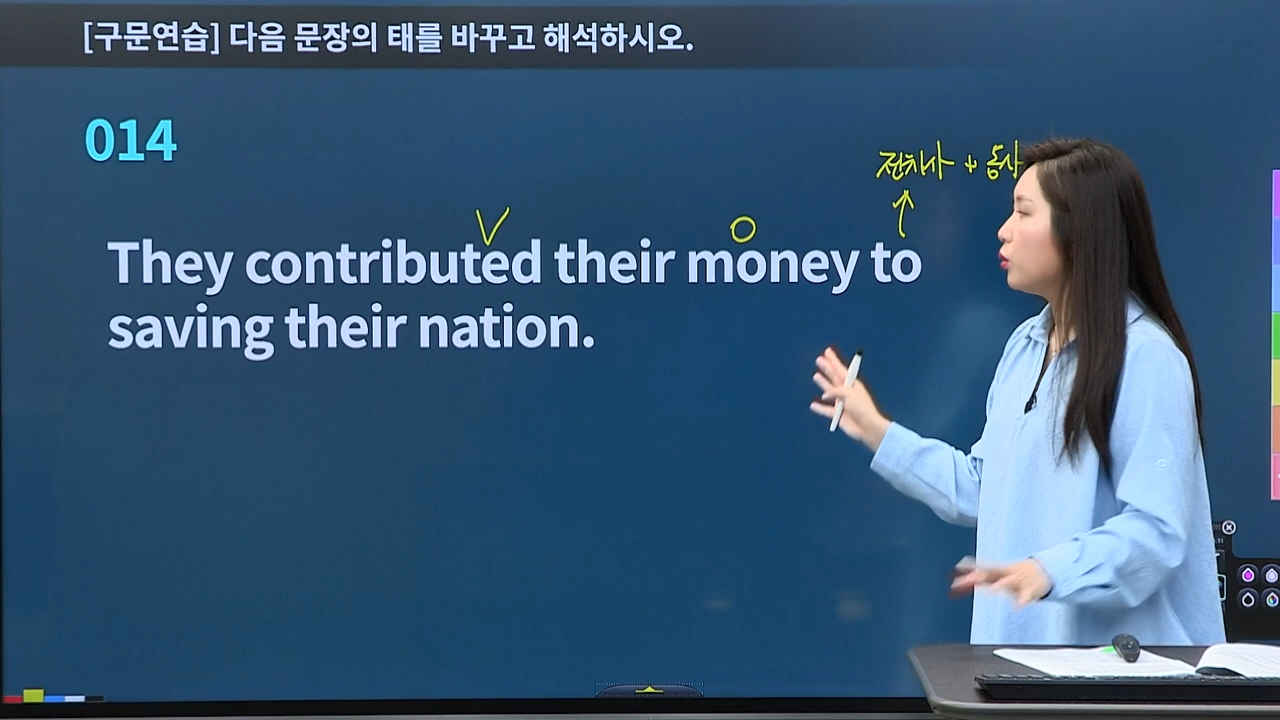 [구문연습] 다음 문장의 태를 바꾸고 해석하시오.
014
전치사 + 동사
V O
They contributed their money to
saving their nation.